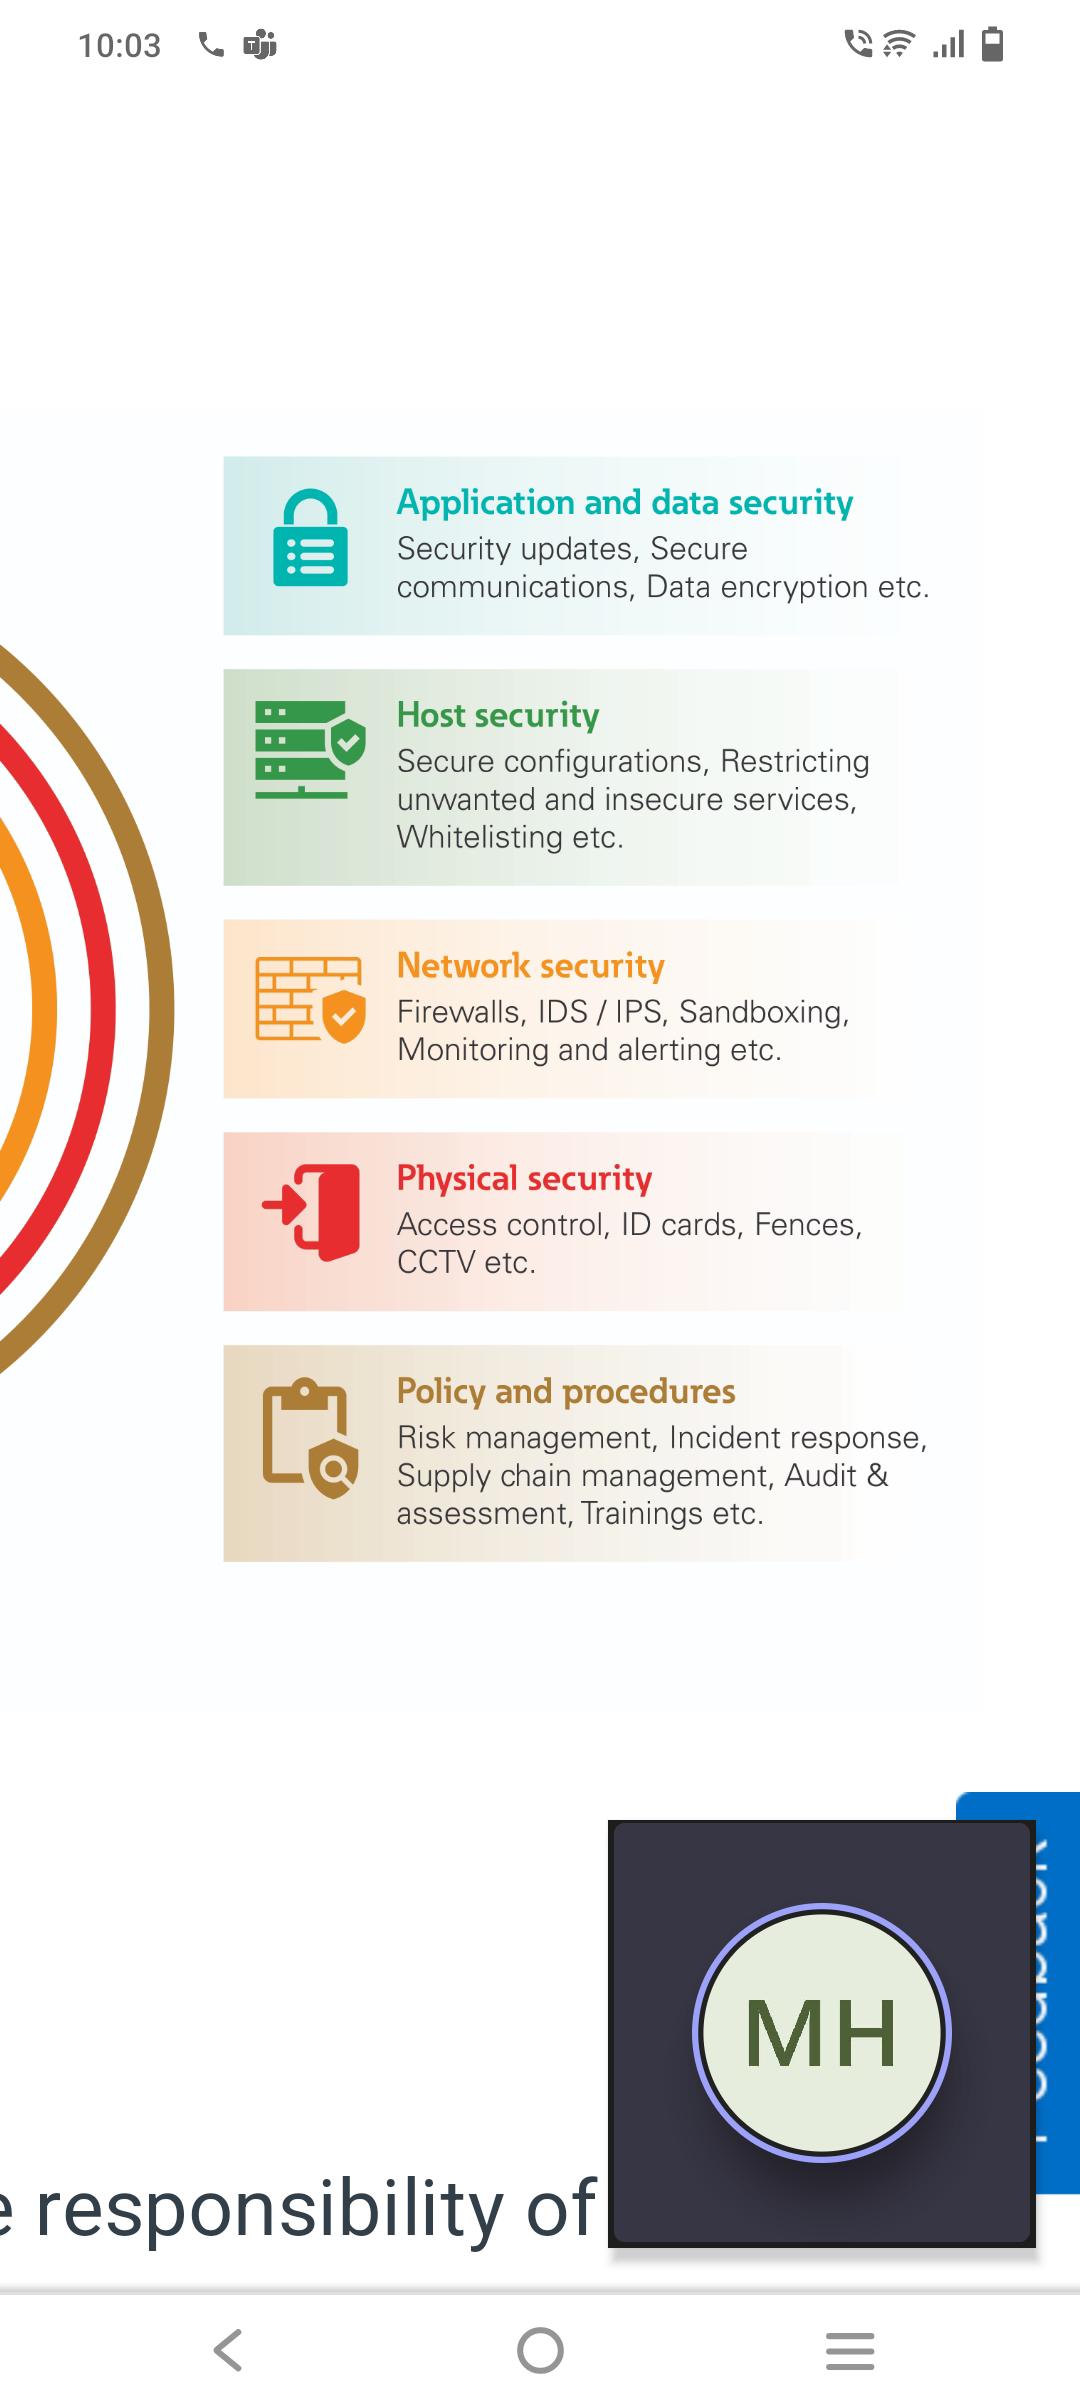 10:03
Application and data security
Security updates, Secure
communications, Data encryption etc.
Host security
Secure configurations, Restricting
unwanted and insecure services,
Whitelisting etc.
Network security
Firewalls, IDS / IPS, Sandboxing,
Monitoring and alerting etc.
Physical security
Access control, ID cards, Fences,
CCTV etc.
Policy and procedures
Risk management, Incident response,
Supply chain management, Audit &
assessment, Trainings etc.
MH
responsibility of